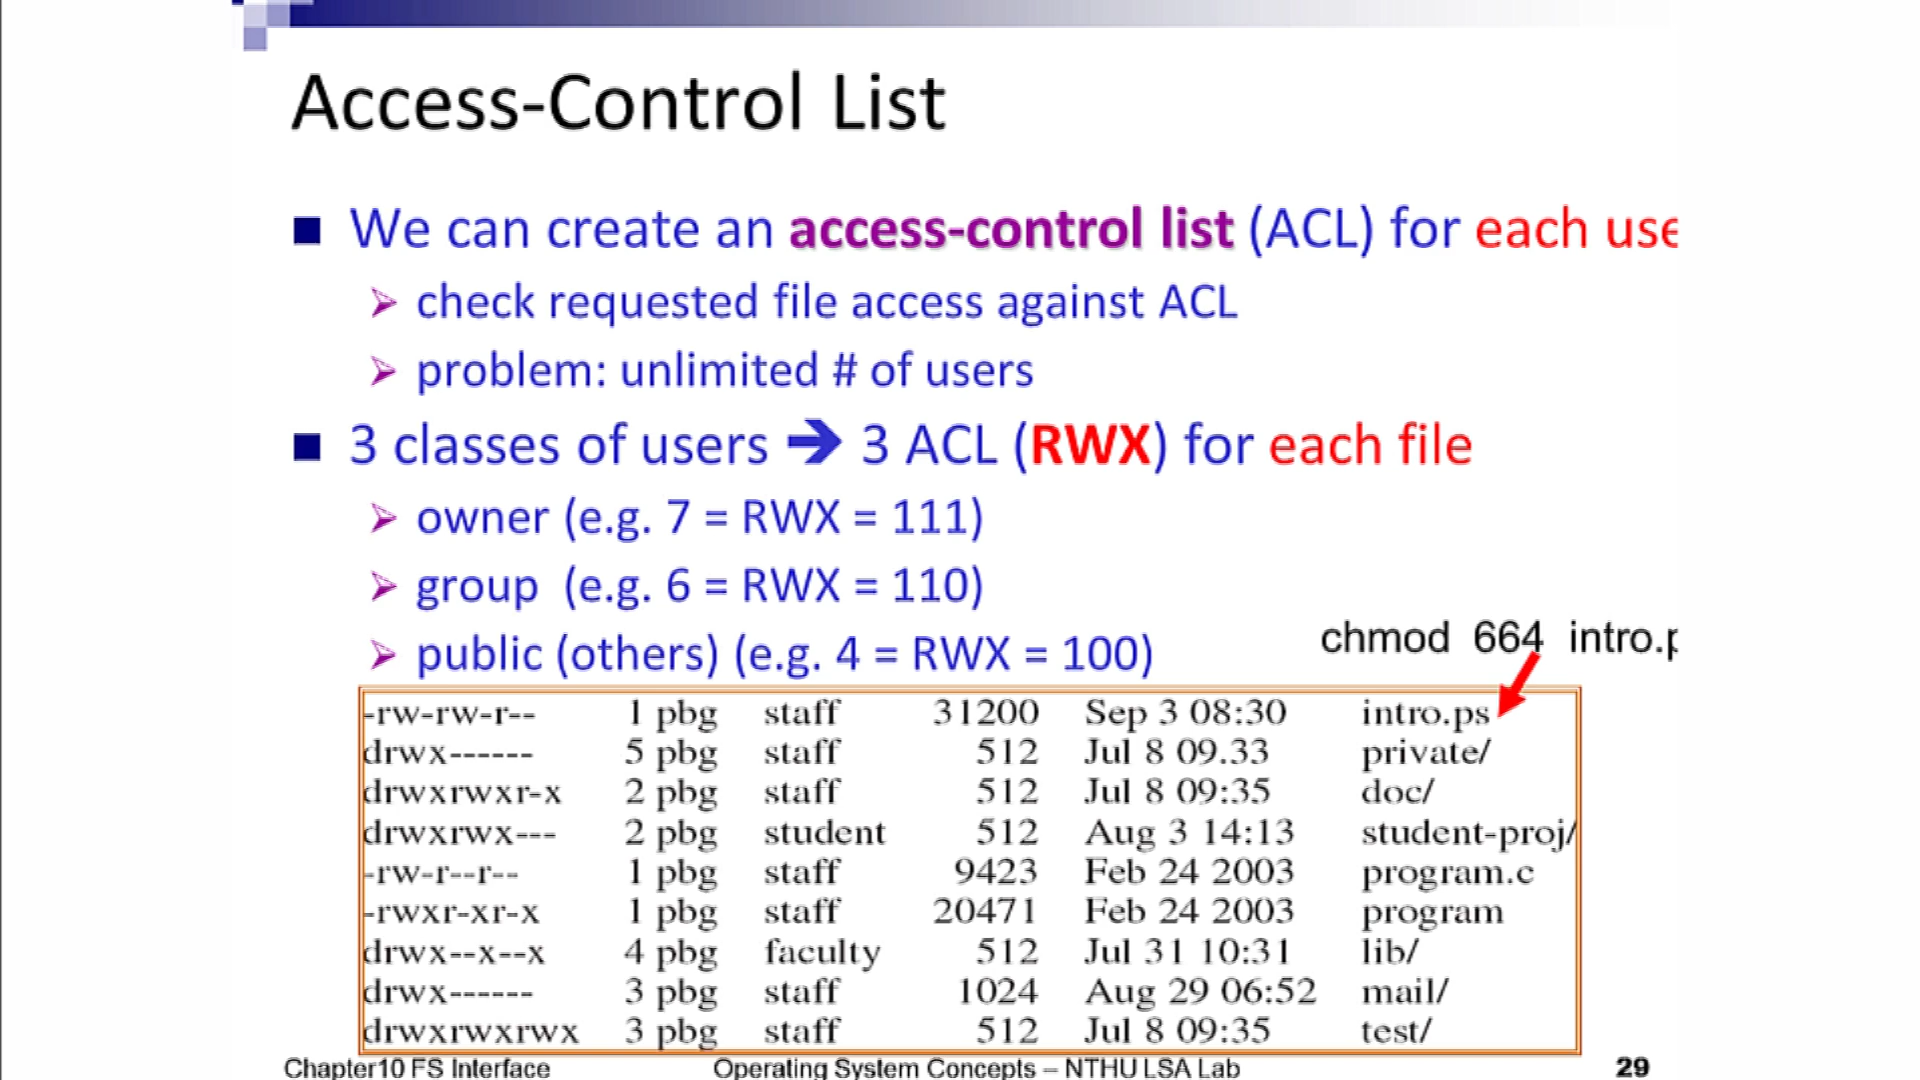 Access-Control List
We can create an access-control list (ACL) for each use
check requested file access against ACL
problem: unlimited # of users
3 classes of users → 3 ACL (RWX) for each file
owner (e.g. 7 = RWX = 111)
group (e.g. 6 = RWX = 110)
public (others) (e.g. 4 = RWX = 100)
chmod 664 intro.p
-rw-rw-r-- 1 pbg staff 31200 Sep 3 08:30 intro.ps
drwx------ 5 pbg staff 512 Jul 8 09.33 private/
drwxrwxr-x 2 pbg staff 512 Jul 8 09:35 doc/
drwxrwx--- 2 pbg student 512 Aug 3 14:13 student-proj/
-rw-r--r-- 1 pbg staff 9423 Feb 24 2003 program.c
-rwxr-xr-x 1 pbg staff 20471 Feb 24 2003 program
drwx--x--x 4 pbg faculty 512 Jul 31 10:31 lib/
drwx------ 3 pbg staff 1024 Aug 29 06:52 mail/
drwxrwxrwx 3 pbg staff 512 Jul 8 09:35 test/
Chapter10 FS Interface Operating System Concepts – NTHU LSA Lab 29